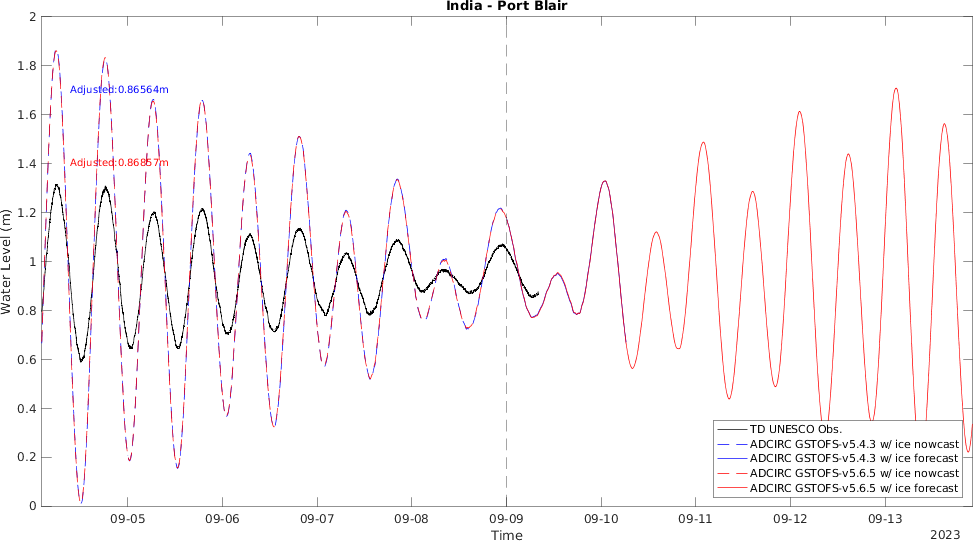 India - Port Blair
Water Level (m)
2
1.8
1.6
1.4
1.2
1
0.8
0.6
0.4
0.2
0
Adjusted:0.86564m
Adjusted:0.86857m
TD UNESCO Obs.
ADCIRC GSTOFS-v5.4.3 w/ ice nowcast
ADCIRC GSTOFS-v5.4.3 w/ ice forecast
ADCIRC GSTOFS-v5.6.5 w/ ice nowcast
ADCIRC GSTOFS-v5.6.5 w/ ice forecast
09-05 09-06 09-07 09-08 09-09 09-10 09-11 09-12 09-13
Time
2023